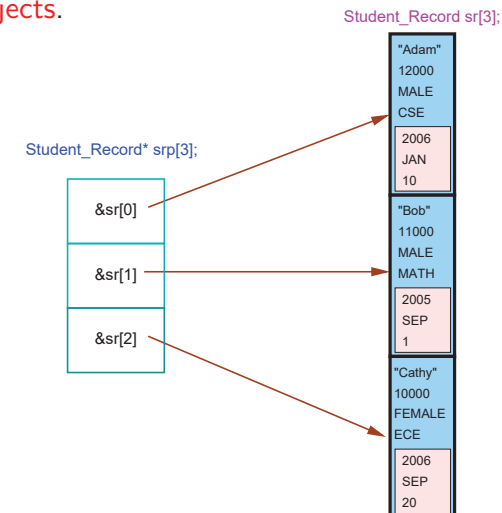 jects.
Student_Record sr[3];
Student_Record* srp[3];
&sr[0]
&sr[1]
&sr[2]
"Adam"
12000
MALE
CSE
2006
JAN
10
"Bob"
11000
MALE
MATH
2005
SEP
1
"Cathy"
10000
FEMALE
ECE
2006
SEP
20